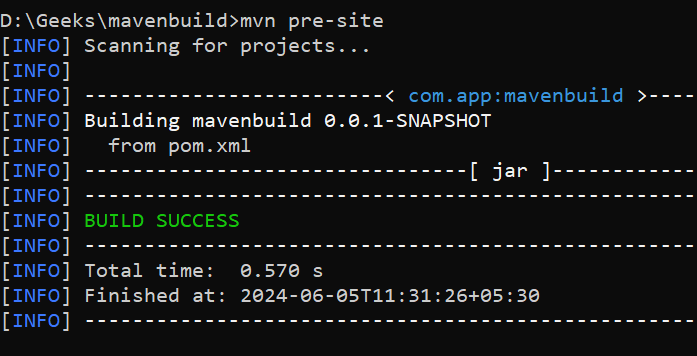 D:\Geeks\mavenbuild>mvn pre-site
[INFO] Scanning for projects...
[INFO]
[INFO] -------------------------< com.app:mavenbuild >----
[INFO] Building mavenbuild 0.0.1-SNAPSHOT
[INFO]   from pom.xml
[INFO] --------------------------------[ jar ]------------
[INFO] ---------------------------------------------------
[INFO] BUILD SUCCESS
[INFO] ---------------------------------------------------
[INFO] Total time:  0.570 s
[INFO] Finished at: 2024-06-05T11:31:26+05:30
[INFO] ---------------------------------------------------